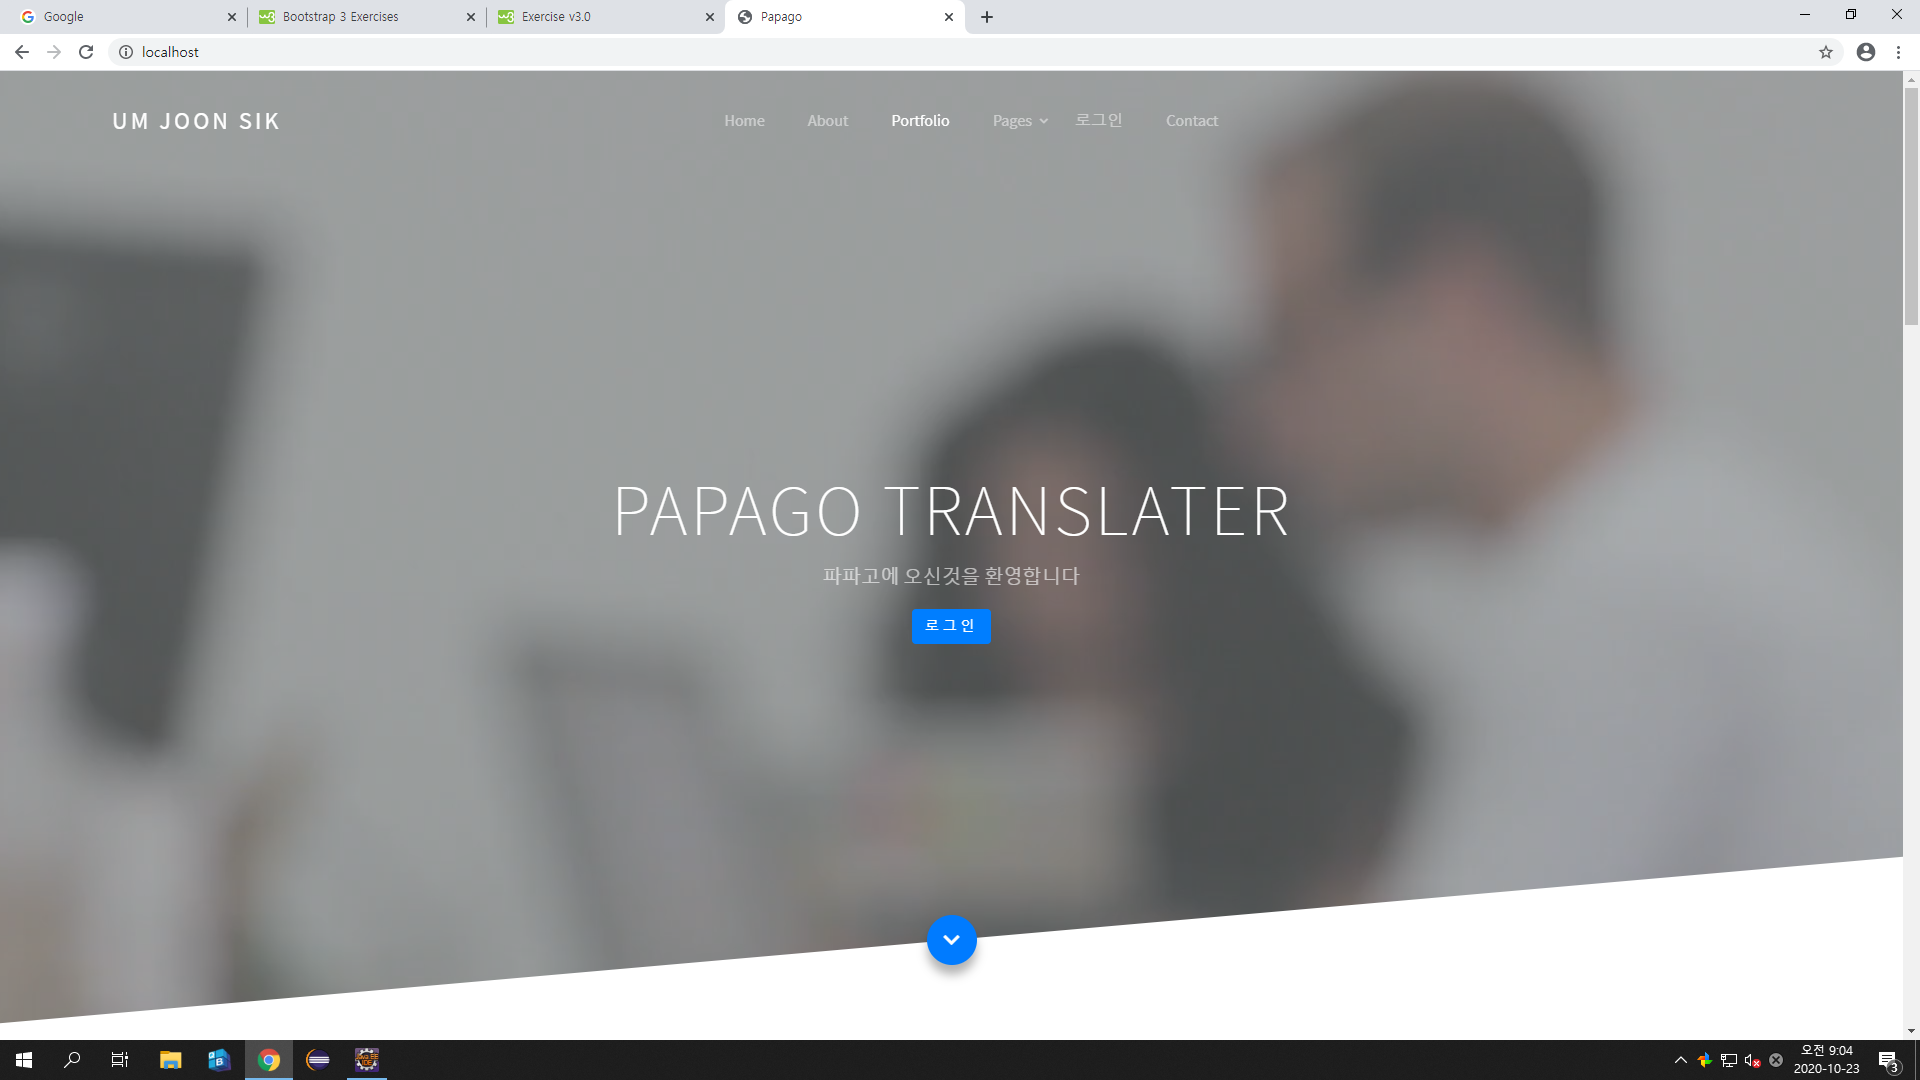 Google
Bootstrap 3 Exercises
Exercise v3.0
Papago
localhost
UM JOON SIK
Home
About
Portfolio
Pages
로그인
Contact
PAPAGO TRANSLATER
파파고에 오신것을 환영합니다
로그인
오전 9:04
2020-10-23
3